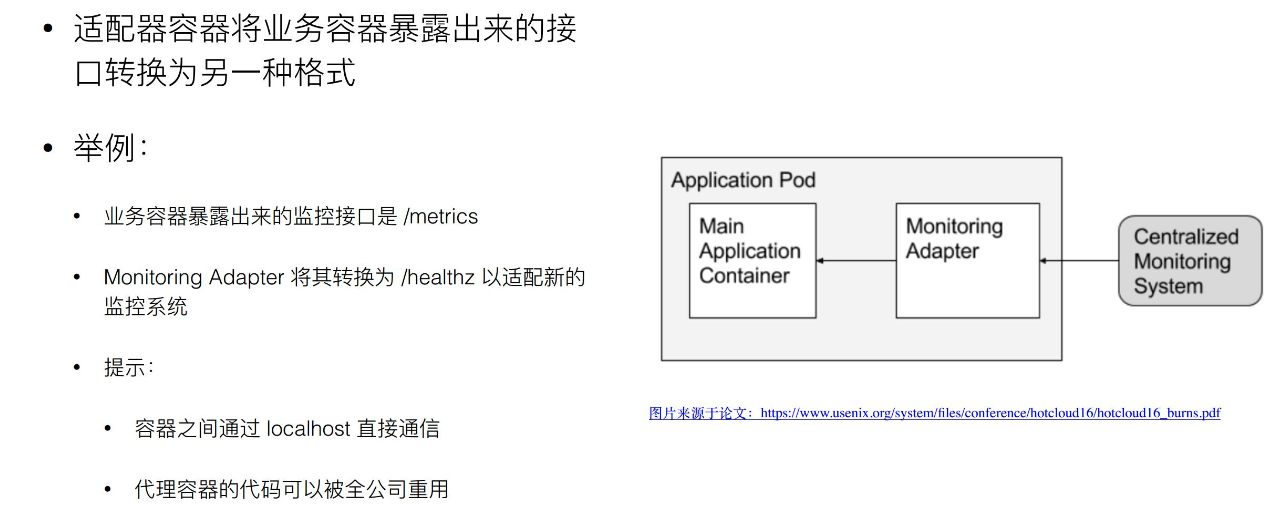 • 适配器容器将业务容器暴露出来的接
口转换为另一种格式
• 举例：
• 业务容器暴露出来的监控接口是 /metrics
• Monitoring Adapter 将其转换为 /healthz 以适配新的
监控系统
• 提示：
• 容器之间通过 localhost 直接通信
• 代理容器的代码可以被全公司重用
Application Pod
Main
Application
Container
Monitoring
Adapter
Centralized
Monitoring
System
图片来源于论文：https://www.usenix.org/system/files/conference/hotcloud16/hotcloud16_burns.pdf